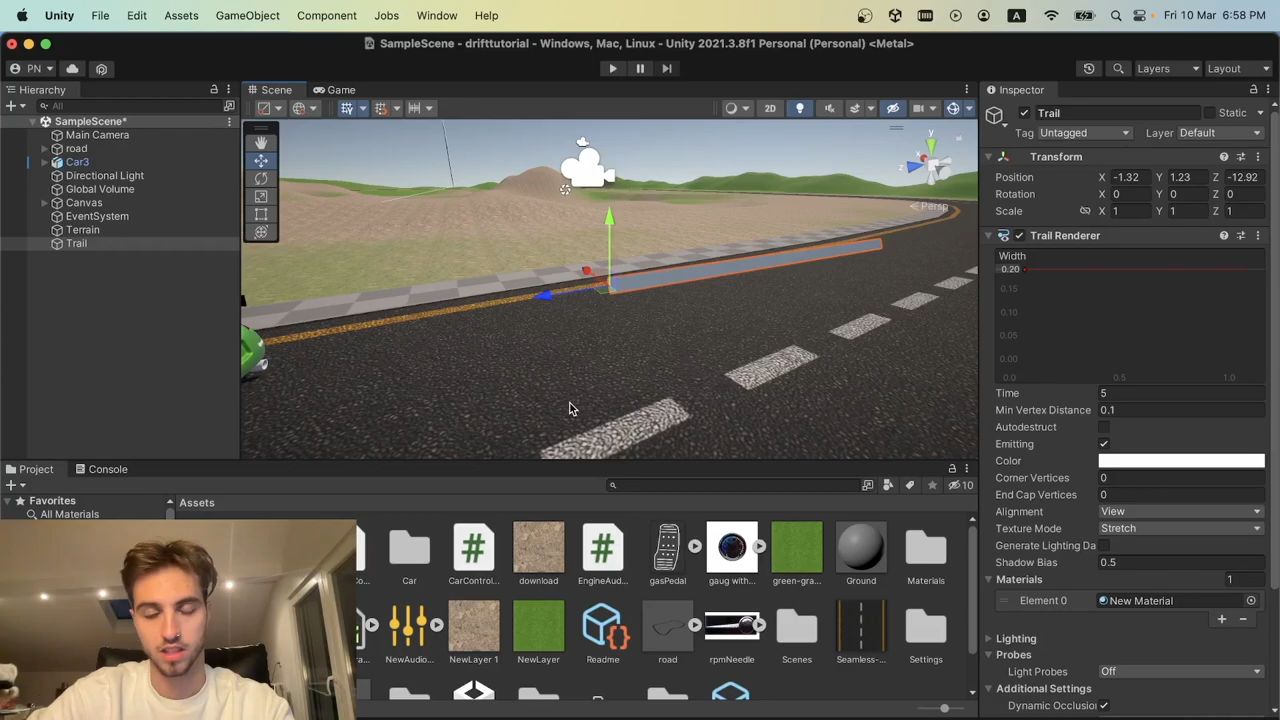 Unity File Edit Assets GameObject Component Jobs Window Help A Fri 10 Mar 6:58 PM
SampleScene - drifttutorial - Windows, Mac, Linux - Unity 2021.3.8f1 Personal (Personal) <Metal>
PN Layers Layout
Hierarchy
All
SampleScene*
Main Camera
road
Car3
Directional Light
Global Volume
Canvas
EventSystem
Terrain
Trail
Scene Game
2D
y
x
z
Persp
Inspector
Trail Static
Tag Untagged Layer Default
Transform
Position X -1.32 Y 1.23 Z -12.92
Rotation X 0 Y 0 Z 0
Scale X 1 Y 1 Z 1
Trail Renderer
Width
0.20
0.15
0.10
0.05
0.00
0.0 0.5 1.0
Time 5
Min Vertex Distance 0.1
Autodestruct
Emitting
Color
Corner Vertices 0
End Cap Vertices 0
Alignment View
Texture Mode Stretch
Generate Lighting Da
Shadow Bias 0.5
Materials 1
Element 0 New Material
Lighting
Probes
Light Probes Off
Additional Settings
Dynamic Occlusion
Project Console
10
Favorites
All Materials
Assets
Car CarControl... download EngineAud... gasPedal gaug with... green-gra... Ground Materials
NewAudio... NewLayer 1 NewLayer Readme road rpmNeedle Scenes Seamless-... Settings